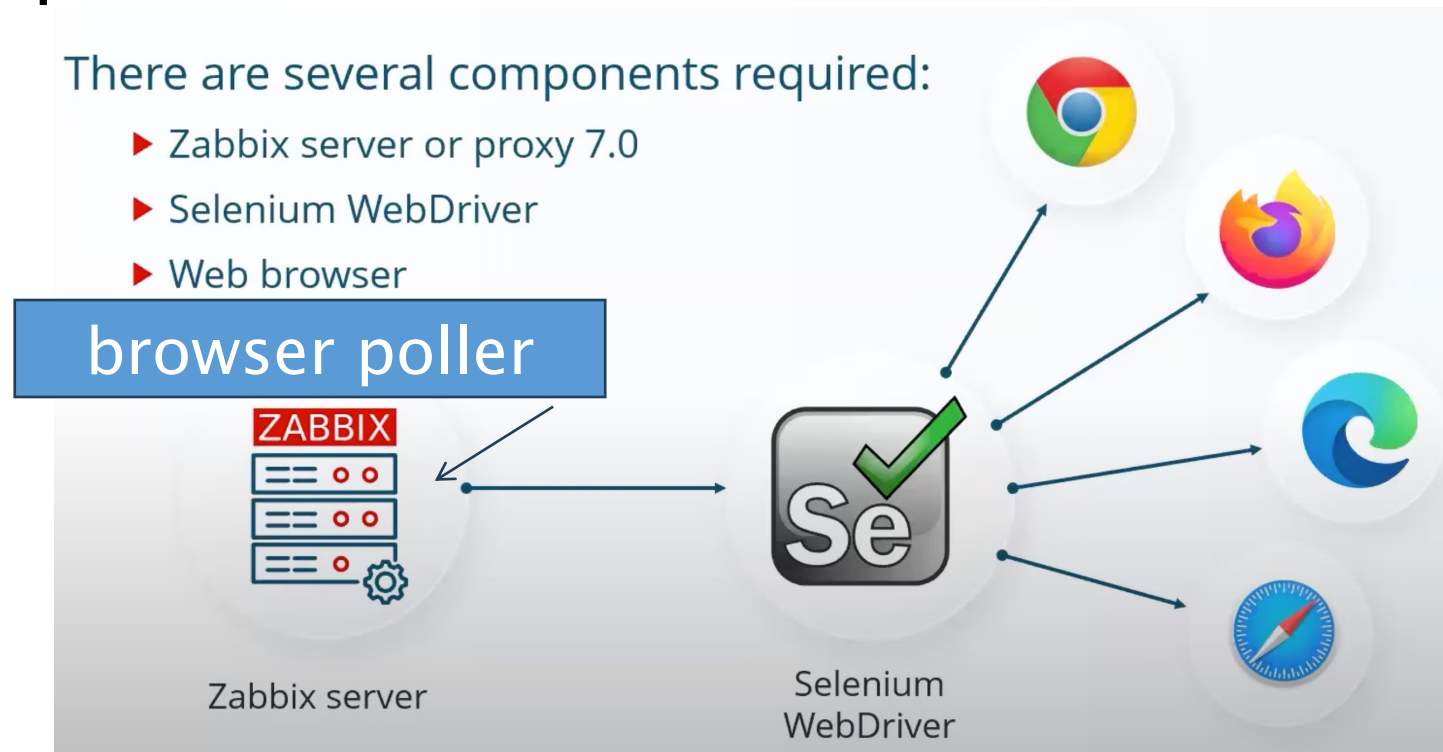 There are several components required:
Zabbix server or proxy 7.0
Selenium WebDriver
Web browser
browser poller
ZABBIX
Se
Zabbix server
Selenium
WebDriver